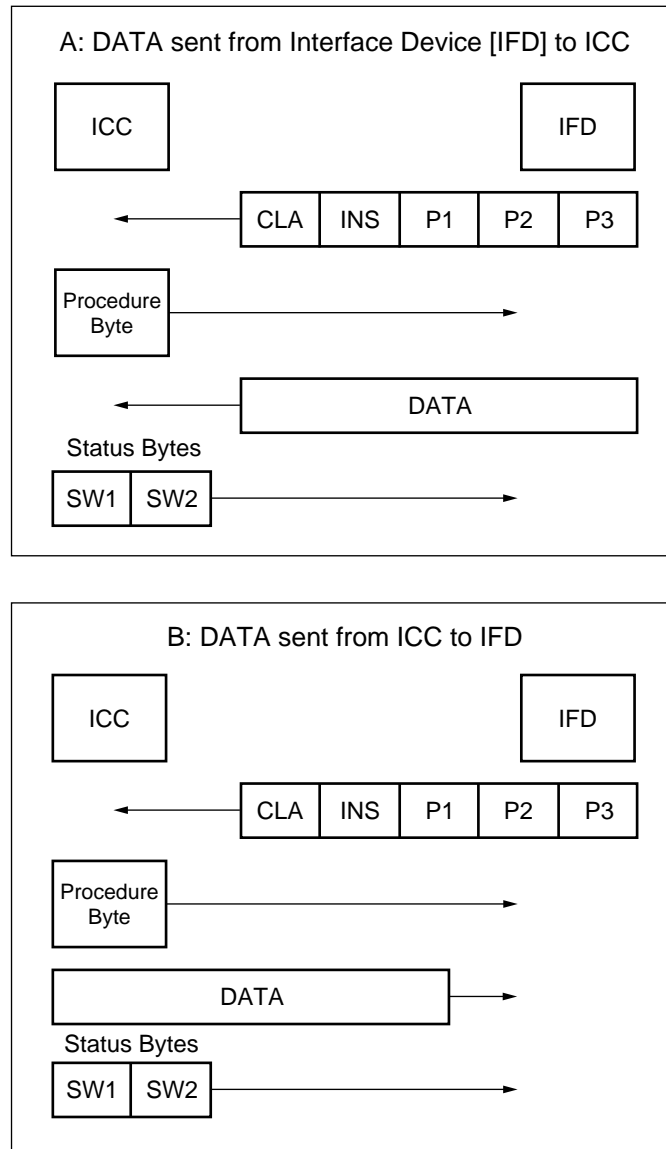 A: DATA sent from Interface Device [IFD] to ICC
ICC IFD
CLA INS P1 P2 P3
Procedure
Byte
DATA
Status Bytes
SW1 SW2
B: DATA sent from ICC to IFD
ICC IFD
CLA INS P1 P2 P3
Procedure
Byte
DATA
Status Bytes
SW1 SW2